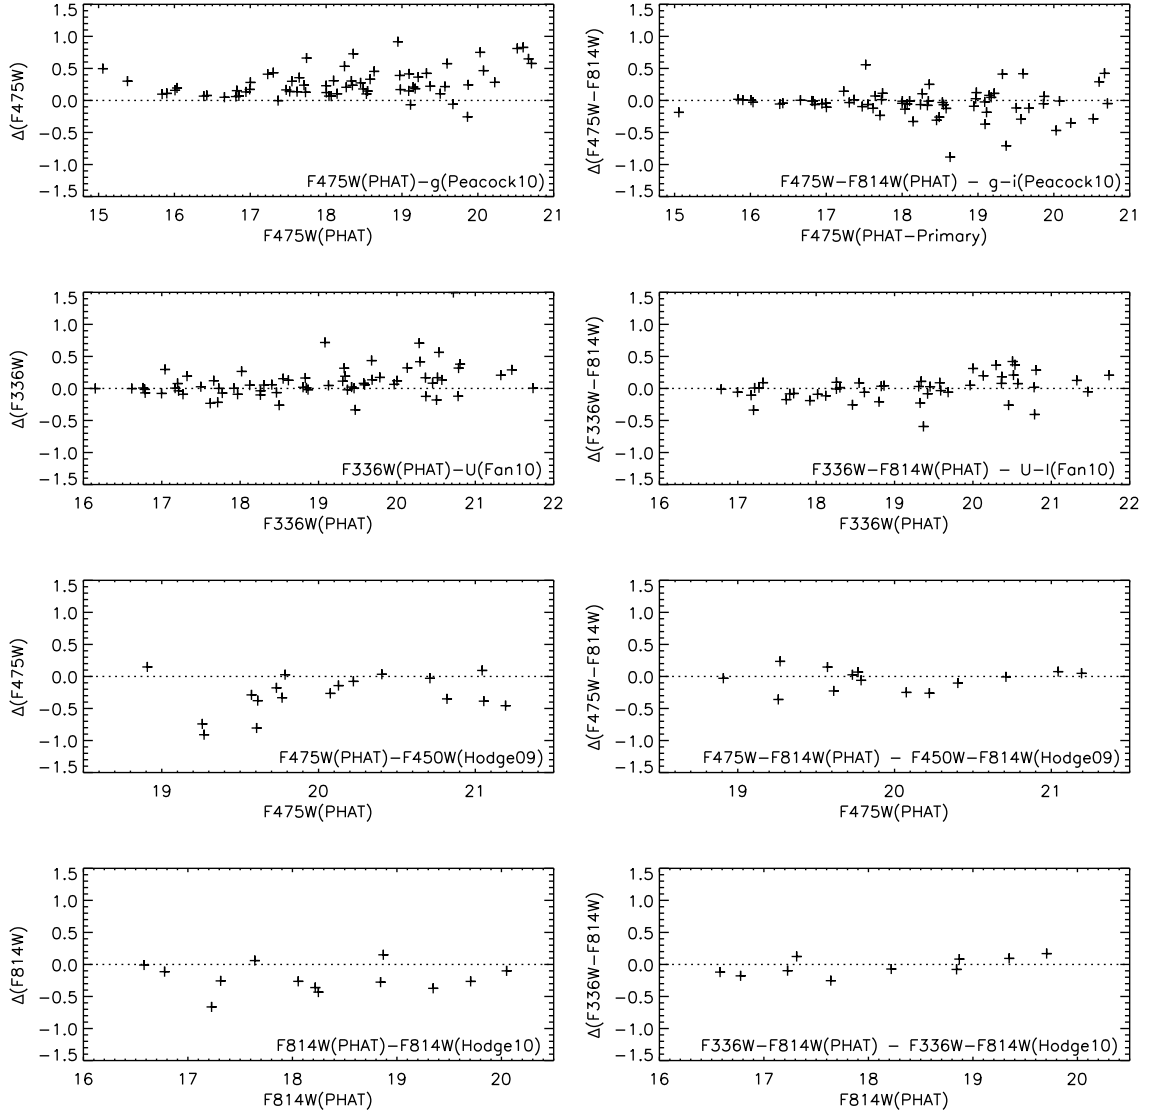 1.5
1.0
0.5
0.0
−0.5
−1.0
−1.5
Δ(F475W)
F475W(PHAT)−g(Peacock10)
15 16 17 18 19 20 21
F475W(PHAT)
1.5
1.0
0.5
0.0
−0.5
−1.0
−1.5
Δ(F475W−F814W)
F475W−F814W(PHAT) − g−i(Peacock10)
15 16 17 18 19 20 21
F475W(PHAT−Primary)
1.5
1.0
0.5
0.0
−0.5
−1.0
−1.5
Δ(F336W)
F336W(PHAT)−U(Fan10)
16 17 18 19 20 21 22
F336W(PHAT)
1.5
1.0
0.5
0.0
−0.5
−1.0
−1.5
Δ(F336W−F814W)
F336W−F814W(PHAT) − U−I(Fan10)
16 17 18 19 20 21 22
F336W(PHAT)
1.5
1.0
0.5
0.0
−0.5
−1.0
−1.5
Δ(F475W)
F475W(PHAT)−F450W(Hodge09)
19 20 21
F475W(PHAT)
1.5
1.0
0.5
0.0
−0.5
−1.0
−1.5
Δ(F475W−F814W)
F475W−F814W(PHAT) − F450W−F814W(Hodge09)
19 20 21
F475W(PHAT)
1.5
1.0
0.5
0.0
−0.5
−1.0
−1.5
Δ(F814W)
F814W(PHAT)−F814W(Hodge10)
16 17 18 19 20
F814W(PHAT)
1.5
1.0
0.5
0.0
−0.5
−1.0
−1.5
Δ(F336W−F814W)
F336W−F814W(PHAT) − F336W−F814W(Hodge10)
16 17 18 19 20
F814W(PHAT)